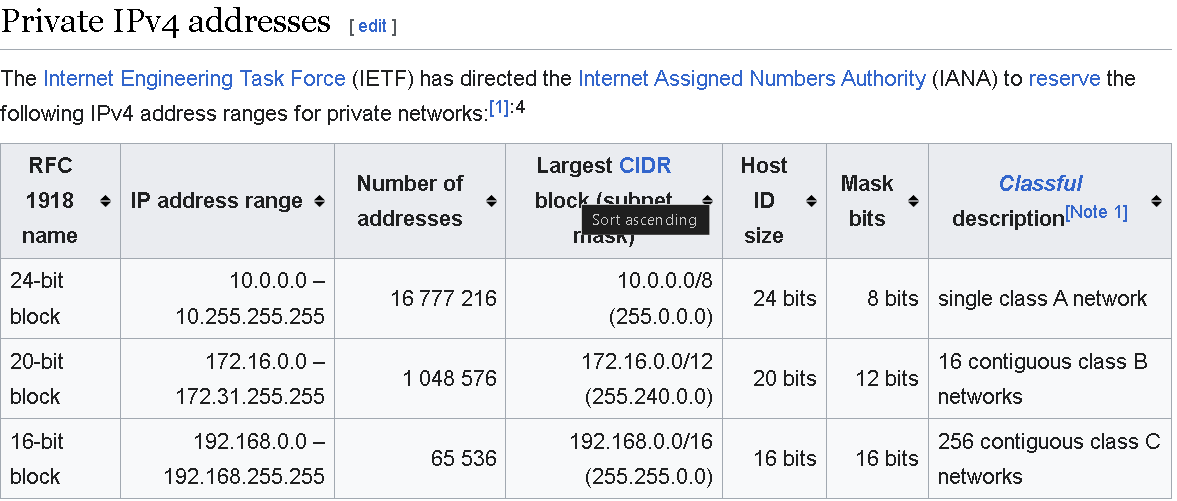 Private IPv4 addresses [ edit ]
The Internet Engineering Task Force (IETF) has directed the Internet Assigned Numbers Authority (IANA) to reserve the
following IPv4 address ranges for private networks:[1]:4
RFC
1918
name
IP address range
Number of
addresses
Largest CIDR
block (subnet
mask)
Sort ascending
Host
ID
size
Mask
bits
Classful
description[Note 1]
24-bit
block
10.0.0.0 –
10.255.255.255
16 777 216
10.0.0.0/8
(255.0.0.0)
24 bits
8 bits
single class A network
20-bit
block
172.16.0.0 –
172.31.255.255
1 048 576
172.16.0.0/12
(255.240.0.0)
20 bits
12 bits
16 contiguous class B
networks
16-bit
block
192.168.0.0 –
192.168.255.255
65 536
192.168.0.0/16
(255.255.0.0)
16 bits
16 bits
256 contiguous class C
networks